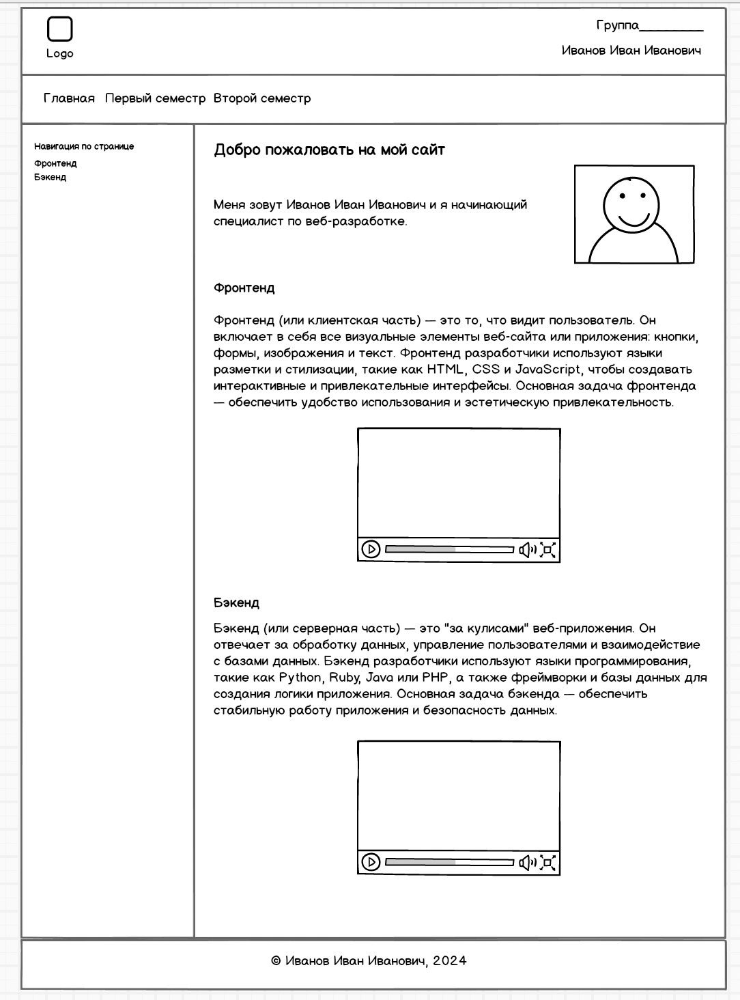 Группа_________
Logo
Иванов Иван Иванович
Главная Первый семестр Второй семестр
Навигация по странице
Фронтенд
Бэкенд
Добро пожаловать на мой сайт
Меня зовут Иванов Иван Иванович и я начинающий
специалист по веб-разработке.
Фронтенд
Фронтенд (или клиентская часть) — это то, что видит пользователь. Он
включает в себя все визуальные элементы веб-сайта или приложения: кнопки,
формы, изображения и текст. Фронтенд разработчики используют языки
разметки и стилизации, такие как HTML, CSS и JavaScript, чтобы создавать
интерактивные и привлекательные интерфейсы. Основная задача фронтенда
— обеспечить удобство использования и эстетическую привлекательность.
Бэкенд
Бэкенд (или серверная часть) — это "за кулисами" веб-приложения. Он
отвечает за обработку данных, управление пользователями и взаимодействие
с базами данных. Бэкенд разработчики используют языки программирования,
такие как Python, Ruby, Java или PHP, а также фреймворки и базы данных для
создания логики приложения. Основная задача бэкенда — обеспечить
стабильную работу приложения и безопасность данных.
© Иванов Иван Иванович, 2024